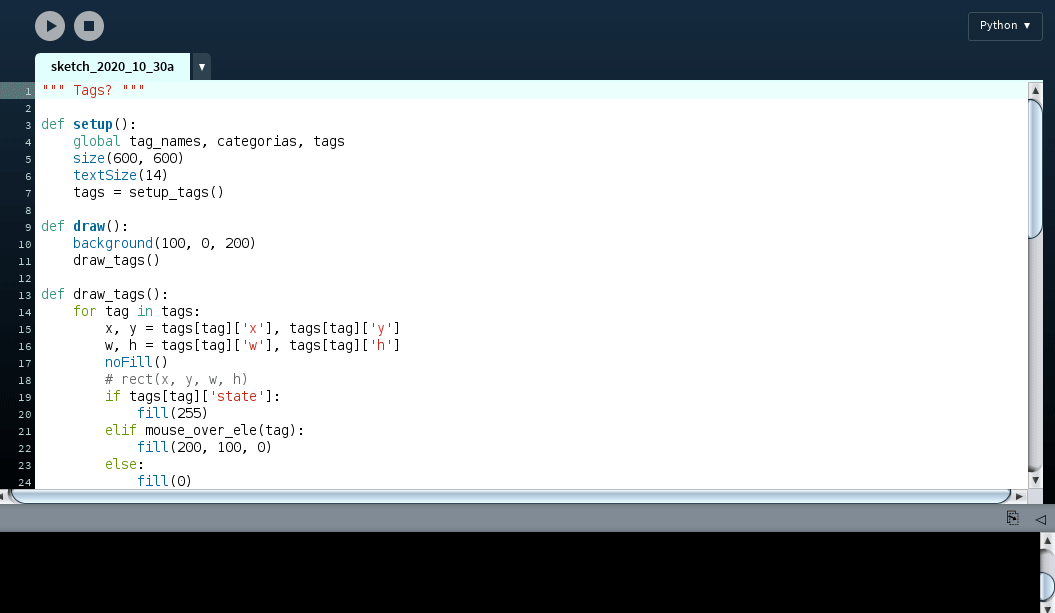 Python ▼
sketch_2020_10_30a ▼
1 """ Tags? """
2
3 def setup():
4     global tag_names, categorias, tags
5     size(600, 600)
6     textSize(14)
7     tags = setup_tags()
8
9 def draw():
10     background(100, 0, 200)
11     draw_tags()
12
13 def draw_tags():
14     for tag in tags:
15         x, y = tags[tag]['x'], tags[tag]['y']
16         w, h = tags[tag]['w'], tags[tag]['h']
17         noFill()
18         # rect(x, y, w, h)
19         if tags[tag]['state']:
20             fill(255)
21         elif mouse_over_ele(tag):
22             fill(200, 100, 0)
23         else:
24             fill(0)